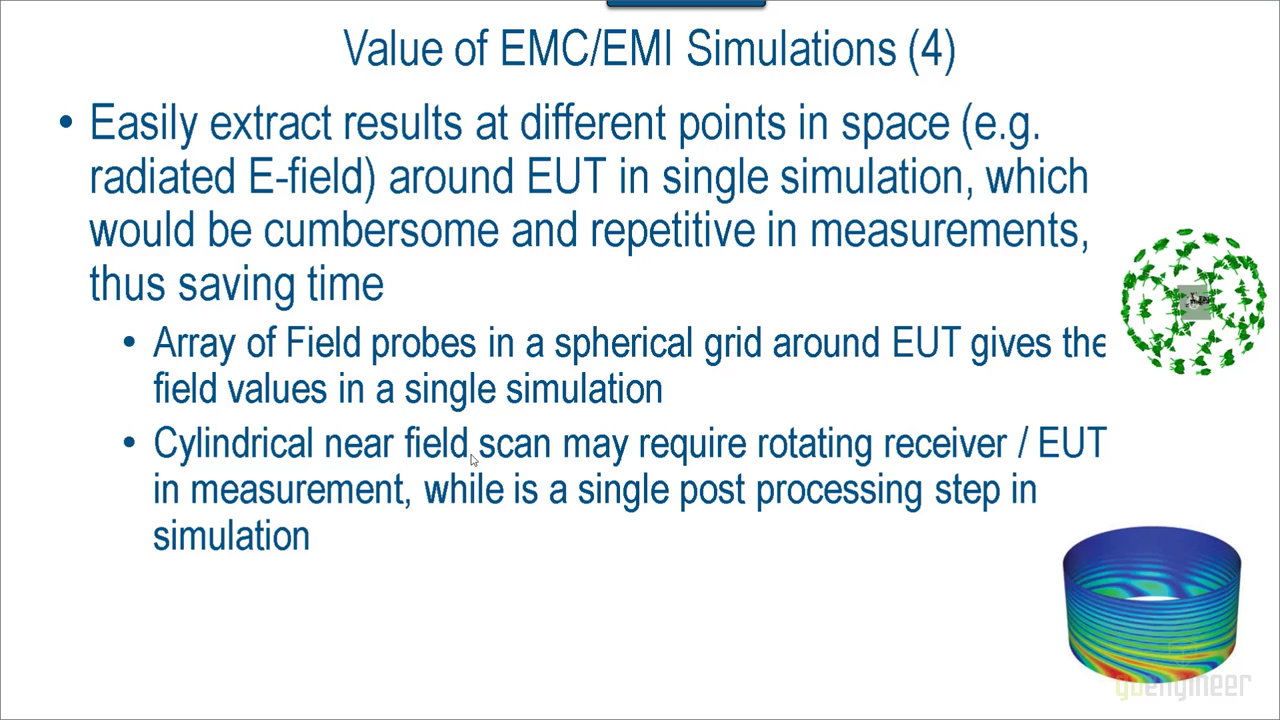 Value of EMC/EMI Simulations (4)
• Easily extract results at different points in space (e.g.
radiated E-field) around EUT in single simulation, which
would be cumbersome and repetitive in measurements,
thus saving time
• Array of Field probes in a spherical grid around EUT gives the
field values in a single simulation
• Cylindrical near field scan may require rotating receiver / EUT
in measurement, while is a single post processing step in
simulation
goengineer